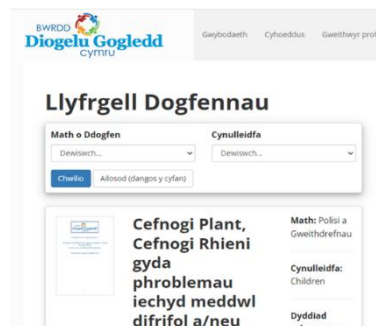 BWRDD
Diogelu Gogledd
cymru
Gwybodaeth Cyhoeddus Gweithwyr prof
Llyfrgell Dogfennau
Math o Ddogfen Cynulleidfa
Dewiswch... Dewiswch...
Chwilio Ailosod (dangos y cyfan)
Cefnogi Plant,
Cefnogi Rhieni
gyda
phroblemau
iechyd meddwl
difrifol a/neu
Math: Polisi a
Gweithdrefnau
Cynulleidfa:
Children
Dyddiad